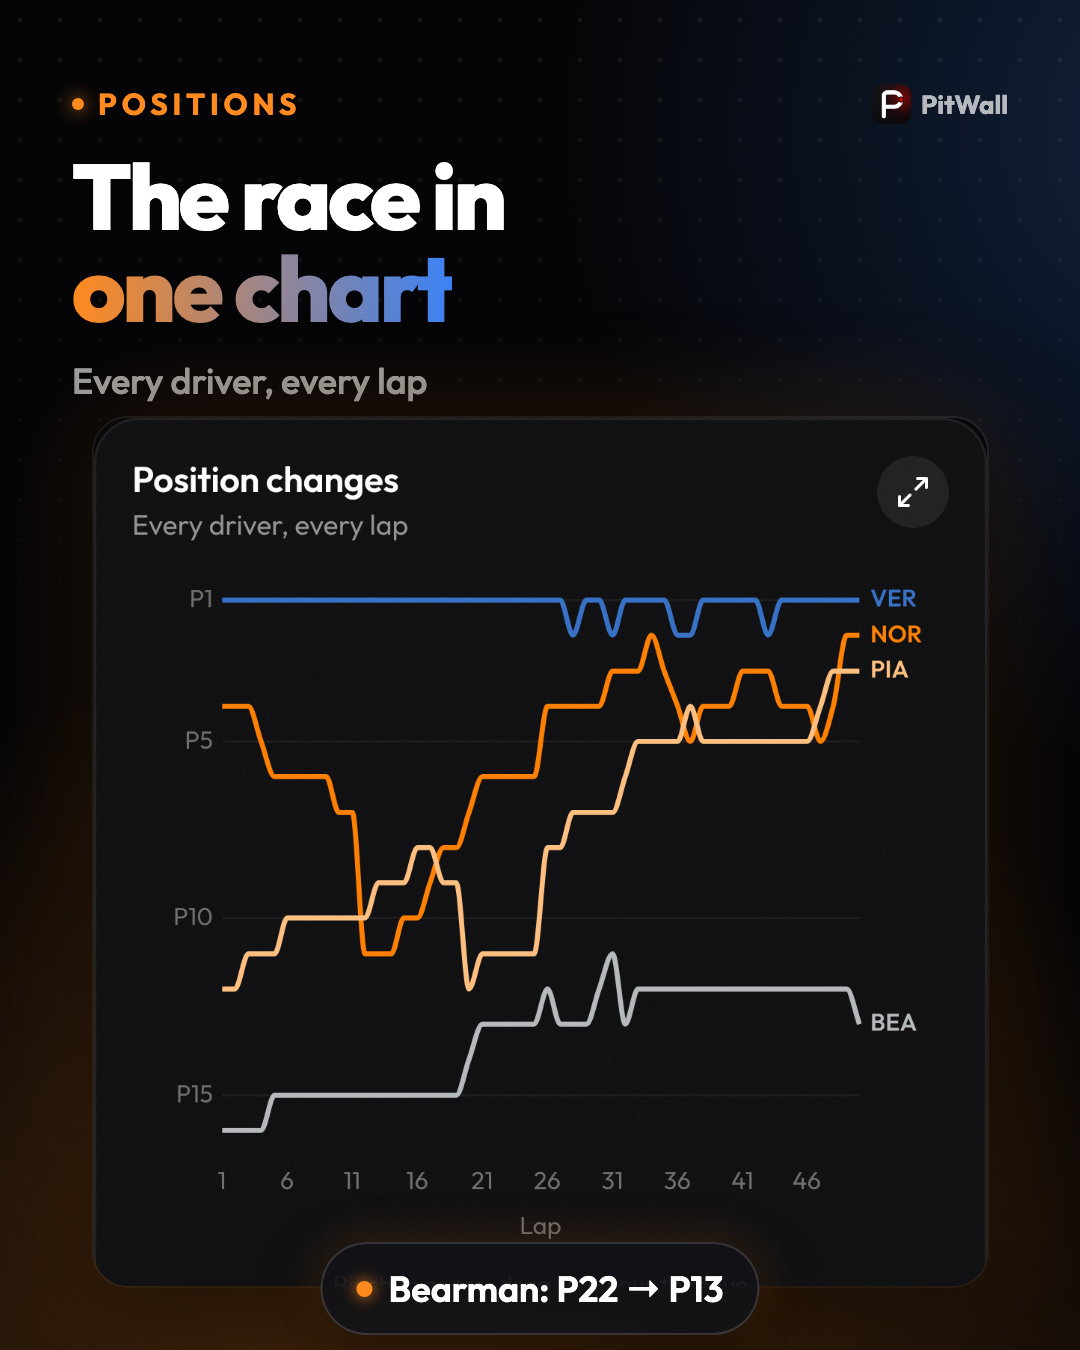 POSITIONS
PitWall
The race in
one chart
Every driver, every lap
Position changes
Every driver, every lap
P1
VER
NOR
PIA
P5
P10
BEA
P15
1 6 11 16 21 26 31 36 41 46
Lap
Bearman: P22 → P13